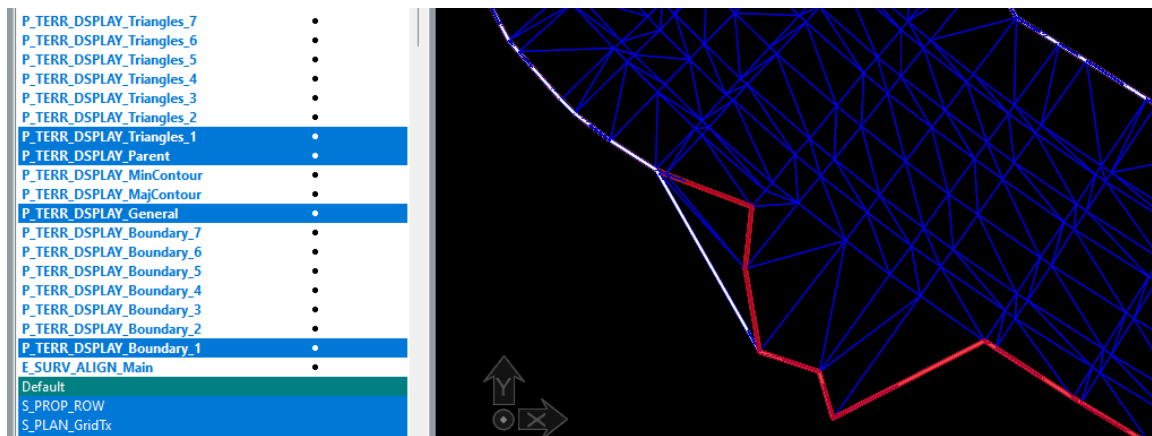 P_TERR_DSPLAY_Triangles_7
P_TERR_DSPLAY_Triangles_6
P_TERR_DSPLAY_Triangles_5
P_TERR_DSPLAY_Triangles_4
P_TERR_DSPLAY_Triangles_3
P_TERR_DSPLAY_Triangles_2
P_TERR_DSPLAY_Triangles_1
P_TERR_DSPLAY_Parent
P_TERR_DSPLAY_MinContour
P_TERR_DSPLAY_MajContour
P_TERR_DSPLAY_General
P_TERR_DSPLAY_Boundary_7
P_TERR_DSPLAY_Boundary_6
P_TERR_DSPLAY_Boundary_5
P_TERR_DSPLAY_Boundary_4
P_TERR_DSPLAY_Boundary_3
P_TERR_DSPLAY_Boundary_2
P_TERR_DSPLAY_Boundary_1
E_SURV_ALIGN_Main
Default
S_PROP_ROW
S_PLAN_GridTx
Y
X